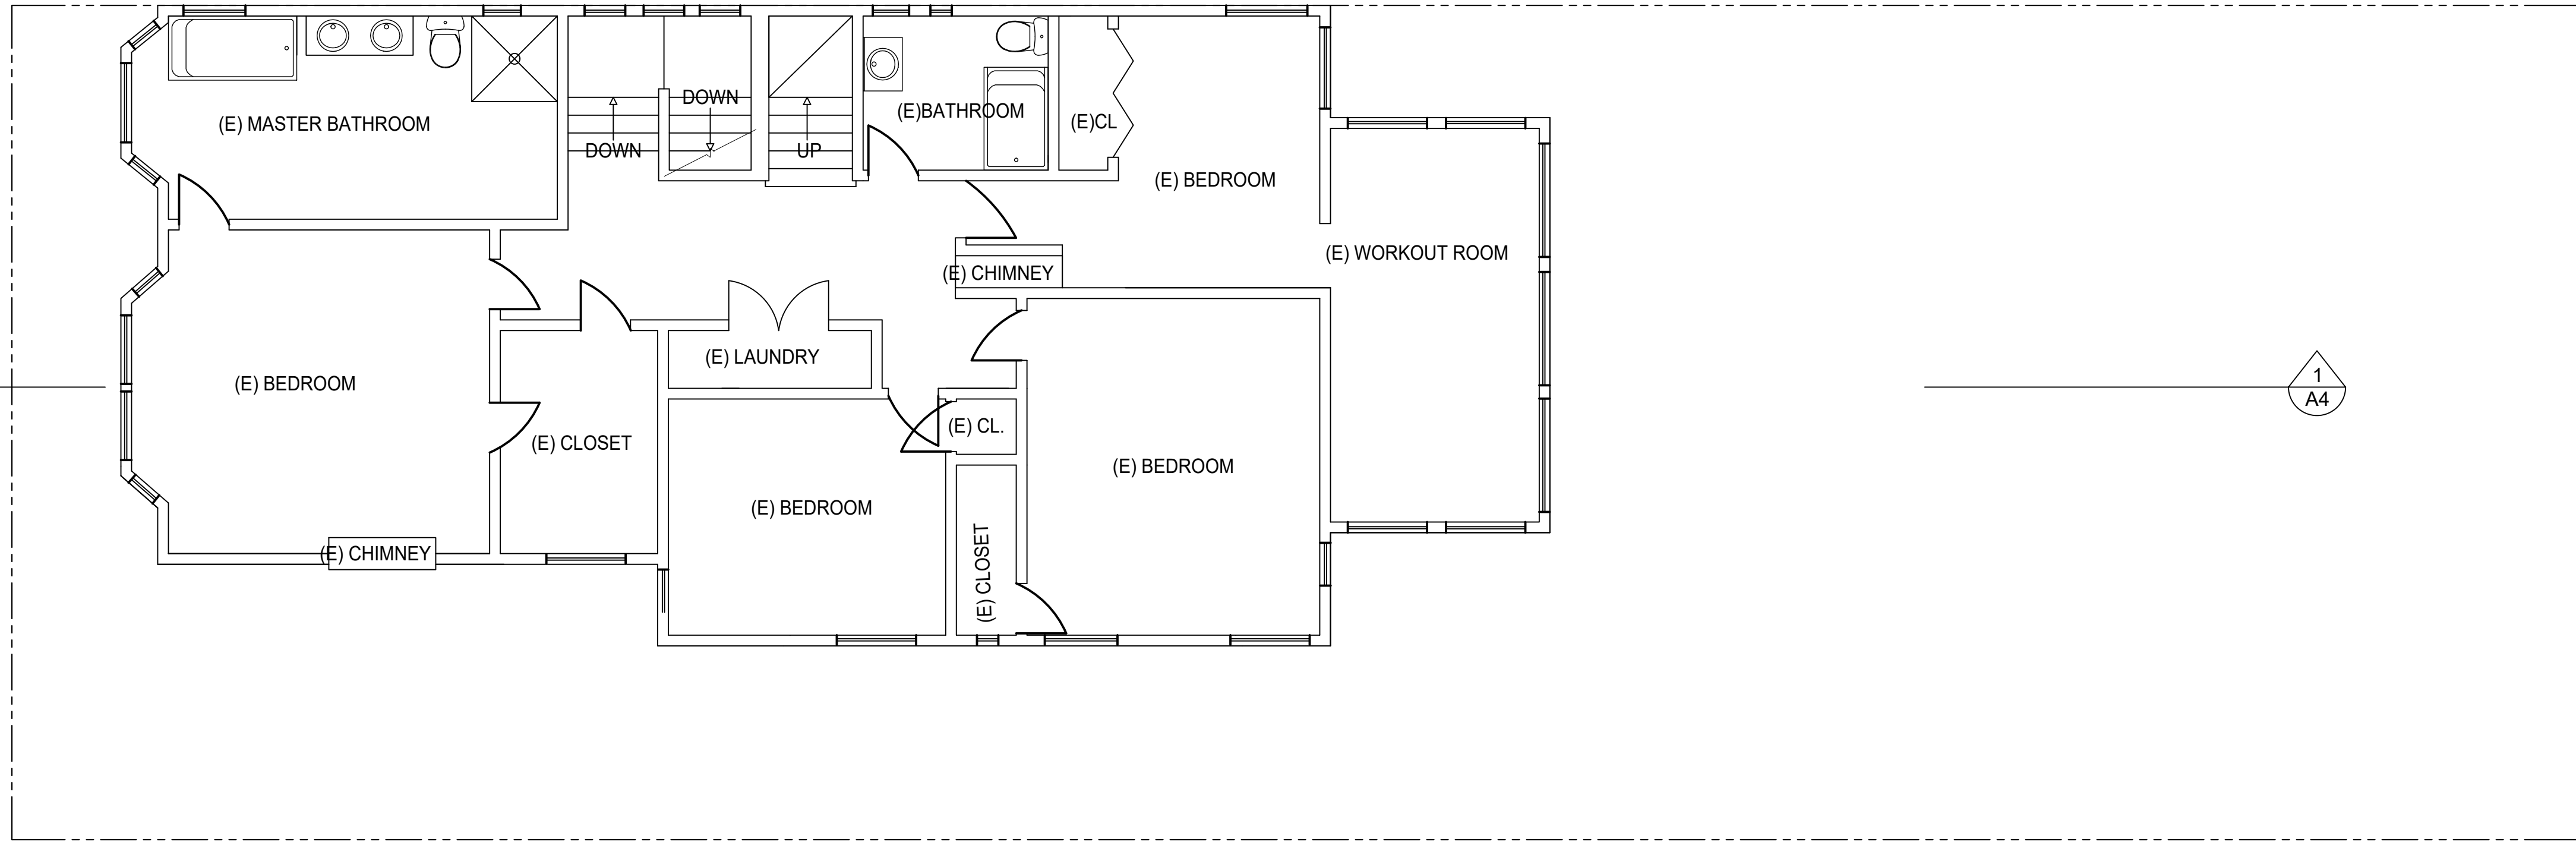 DOWN
(E)BATHROOM
(E)CL
(E) MASTER BATHROOM
DOWN
UP
(E) BEDROOM
(E) WORKOUT ROOM
(E) CHIMNEY
(E) LAUNDRY
(E) BEDROOM
1
A4
(E) CL.
(E) CLOSET
(E) BEDROOM
(E) BEDROOM
(E) CHIMNEY
(E) CLOSET